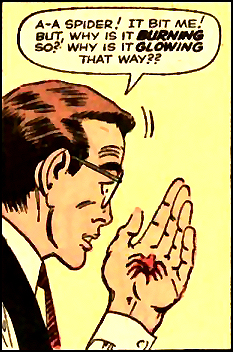 A-A SPIDER! IT BIT ME!
BUT, WHY IS IT BURNING
SO? WHY IS IT GLOWING
THAT WAY??